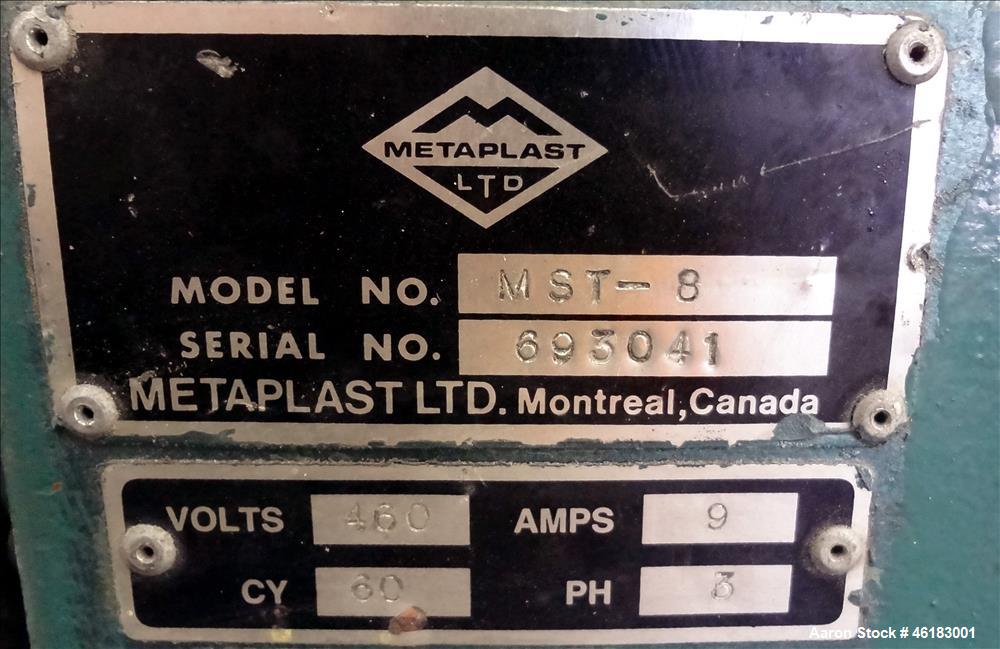 METAPLAST
LTD
MODEL NO. MST-8
SERIAL NO. 693041
METAPLAST LTD. Montreal, Canada
VOLTS 460 AMPS 9
CY 60 PH 3
Aaron Stock # 46183001